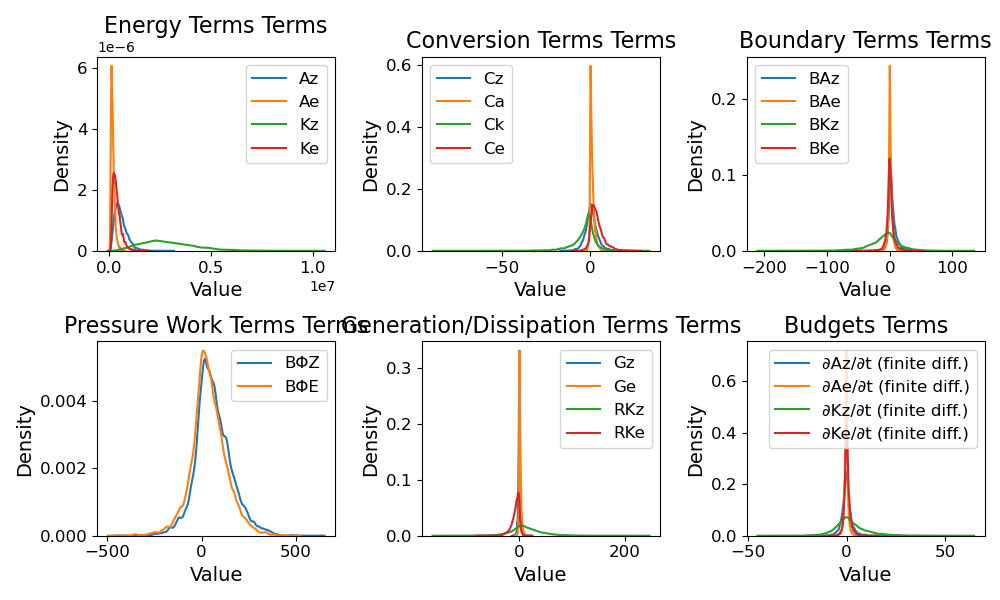 Energy Terms Terms
1e−6
6
4
2
0
Density
0.0
0.5
1.0
1e7
Value
Az
Ae
Kz
Ke
Conversion Terms Terms
0.6
0.4
0.2
0.0
Density
−50
0
Value
Cz
Ca
Ck
Ce
Boundary Terms Terms
0.2
0.1
0.0
Density
−200
−100
0
100
Value
BAz
BAe
BKz
BKe
Pressure Work Terms Terms
0.004
0.002
0.000
Density
−500
0
500
Value
BΦZ
BΦE
Generation/Dissipation Terms Terms
0.3
0.2
0.1
0.0
Density
0
200
Value
Gz
Ge
RKz
RKe
Budgets Terms
0.6
0.4
0.2
0.0
Density
−50
0
50
Value
∂Az/∂t (finite diff.)
∂Ae/∂t (finite diff.)
∂Kz/∂t (finite diff.)
∂Ke/∂t (finite diff.)